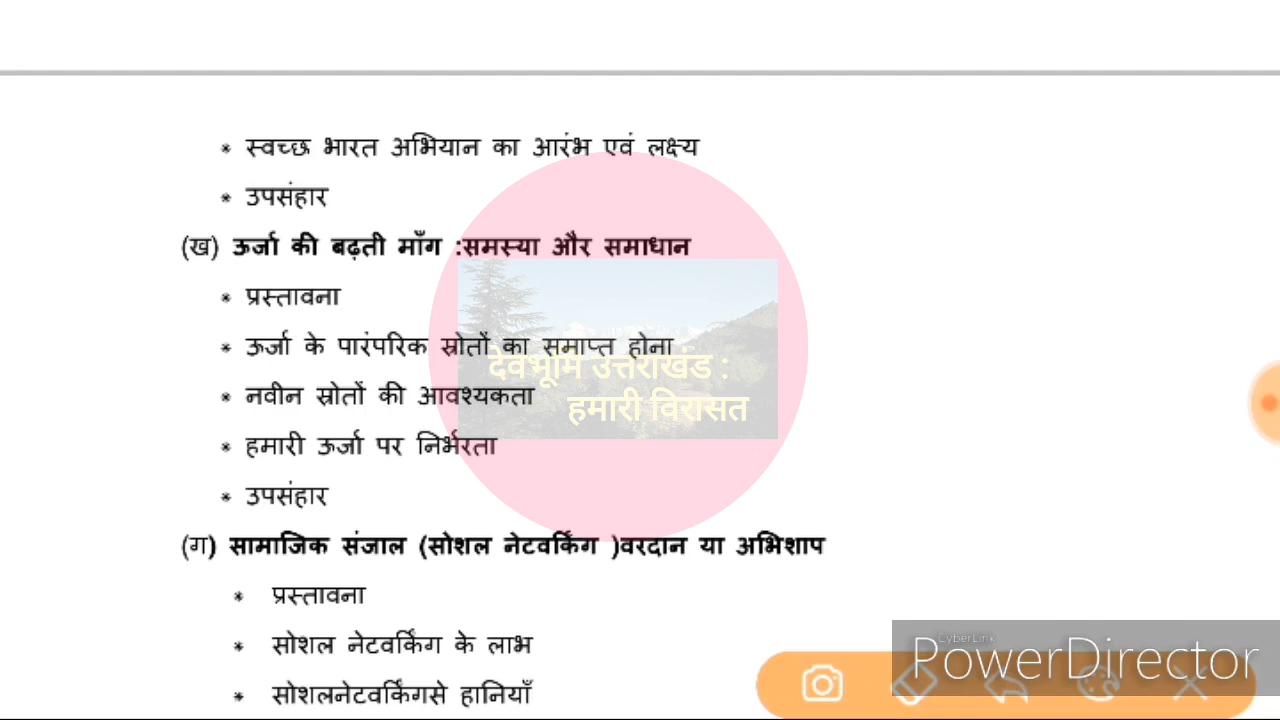 * स्वच्छ भारत अभियान का आरंभ एवं लक्ष्य
* उपसंहार
(ख) ऊर्जा की बढ़ती माँग :समस्या और समाधान
* प्रस्तावना
* ऊर्जा के पारंपरिक स्रोतों का समाप्त होना
देवभूमि उत्तराखंड :
* नवीन स्रोतों की आवश्यकता
हमारी विरासत
* हमारी ऊर्जा पर निर्भरता
* उपसंहार
(ग) सामाजिक संजाल (सोशल नेटवर्किंग )वरदान या अभिशाप
* प्रस्तावना
* सोशल नेटवर्किंग के लाभ
* सोशलनेटवर्किंगसे हानियाँ
CyberLink
PowerDirector